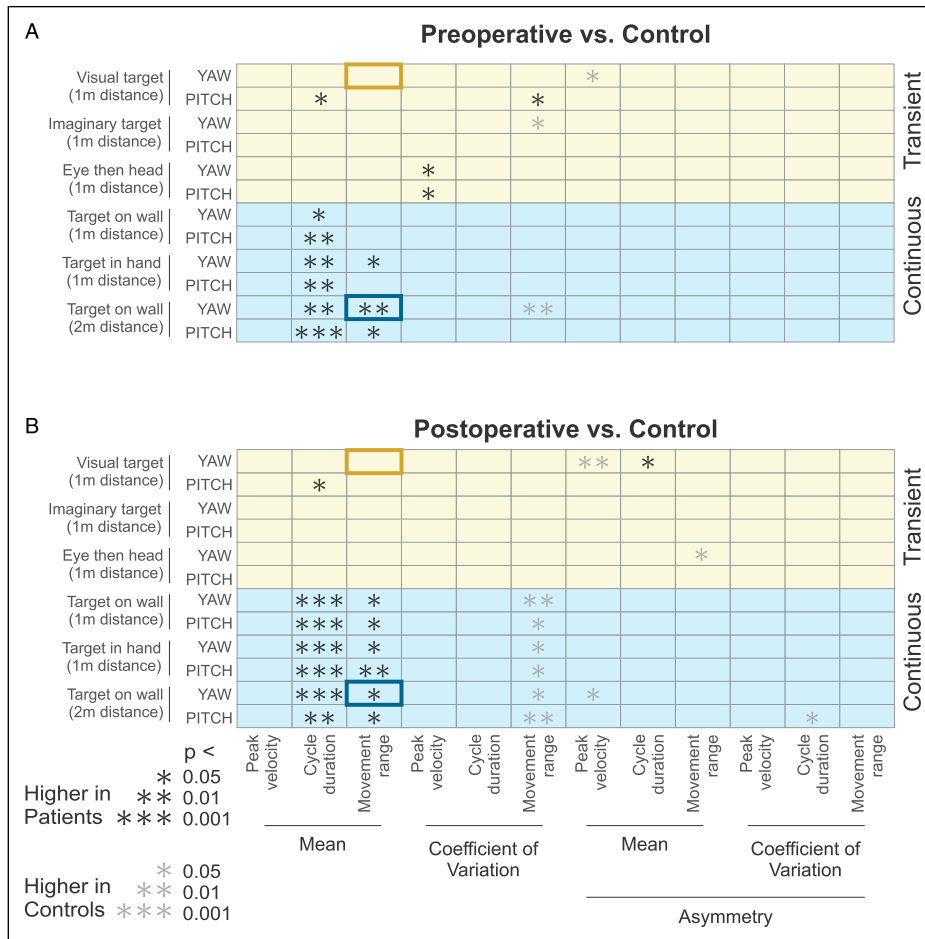 A
Preoperative vs. Control
Visual target
(1m distance)
YAW
*
PITCH
* *
Imaginary target
(1m distance)
YAW
*
PITCH
Eye then head
(1m distance)
YAW
*
PITCH
*
Transient
Target on wall
(1m distance)
YAW
*
PITCH
**
Target in hand
(1m distance)
YAW
** *
PITCH
**
Target on wall
(2m distance)
YAW
** ** **
PITCH
*** *
Continuous
B
Postoperative vs. Control
Visual target
(1m distance)
YAW
** *
PITCH
*
Imaginary target
(1m distance)
YAW
PITCH
Eye then head
(1m distance)
YAW
*
PITCH
Transient
Target on wall
(1m distance)
YAW
*** * **
PITCH
*** * *
Target in hand
(1m distance)
YAW
*** * *
PITCH
*** ** *
Target on wall
(2m distance)
YAW
*** * * *
PITCH
** * ** *
Continuous
Peak
velocity
Cycle
duration
Movement
range
Peak
velocity
Cycle
duration
Movement
range
Peak
velocity
Cycle
duration
Movement
range
Peak
velocity
Cycle
duration
Movement
range
Mean
Coefficient of
Variation
Mean
Coefficient of
Variation
Asymmetry
p <
* 0.05
Higher in ** 0.01
Patients *** 0.001
* 0.05
Higher in ** 0.01
Controls *** 0.001